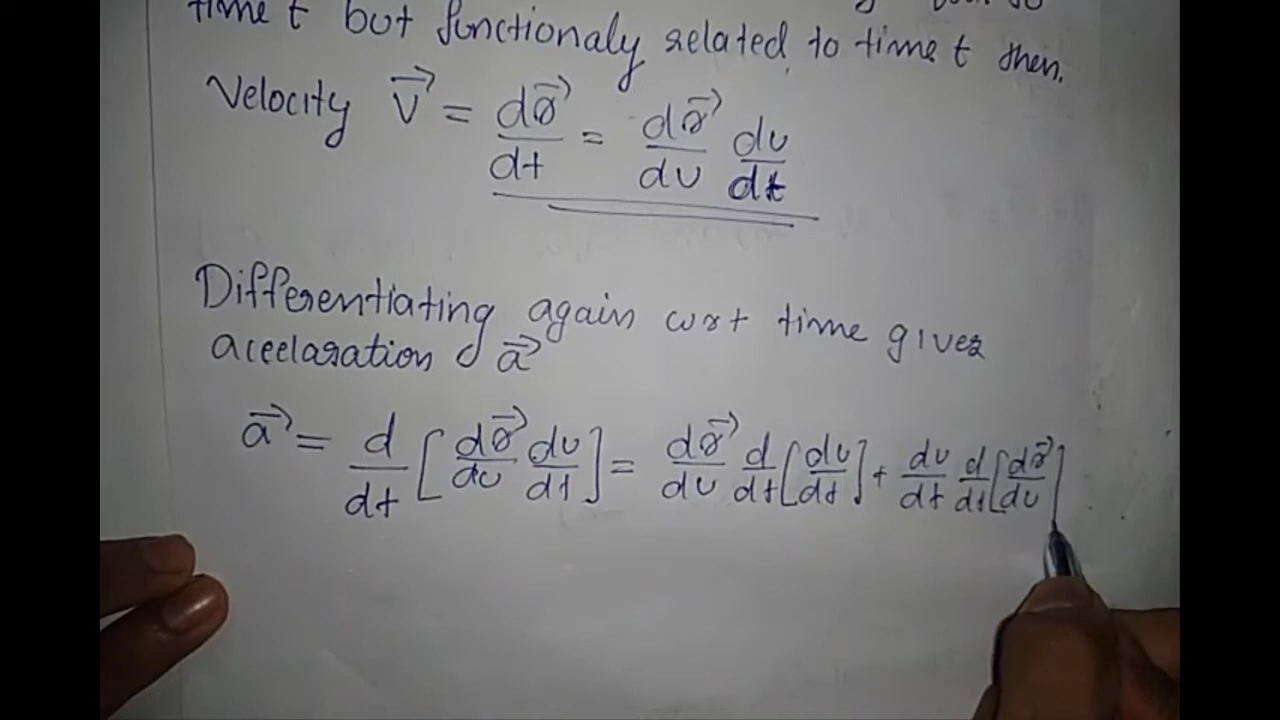 time t but functionaly related to time t then,
Velocity v⃗ = dr⃗/dt = dr⃗/du du/dt
Differentiating again wrt time gives
aceelaration a⃗
a⃗ = d/dt [dr⃗/du du/dt] = dr⃗/du d/dt [du/dt] + du/dt d/dt [dr⃗/du]